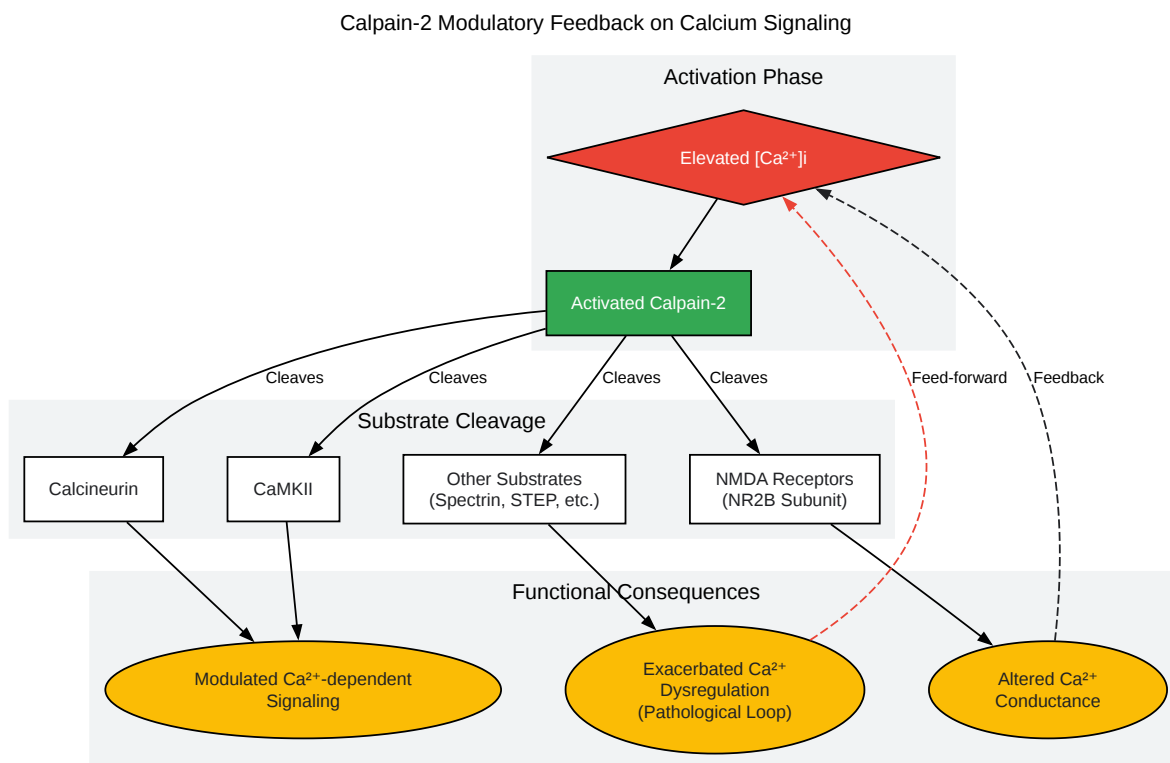 Calpain-2 Modulatory Feedback on Calcium Signaling
Activation Phase
Elevated [Ca²⁺]i
Activated Calpain-2
Cleaves
Cleaves
Cleaves
Cleaves
Feed-forward
Feedback
Substrate Cleavage
Calcineurin
CaMKII
Other Substrates
(Spectrin, STEP, etc.)
NMDA Receptors
(NR2B Subunit)
Functional Consequences
Modulated Ca²⁺-dependent
Signaling
Exacerbated Ca²⁺
Dysregulation
(Pathological Loop)
Altered Ca²⁺
Conductance